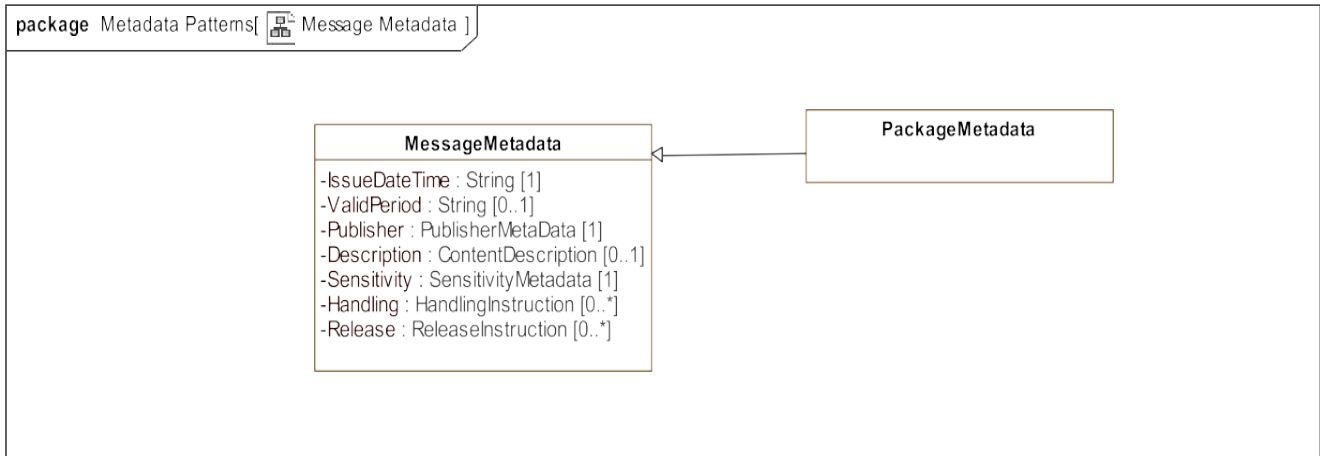 package Metadata Patterns[ Message Metadata ]
MessageMetadata
-IssueDateTime : String [1]
-ValidPeriod : String [0..1]
-Publisher : PublisherMetaData [1]
-Description : ContentDescription [0..1]
-Sensitivity : SensitivityMetadata [1]
-Handling : HandlingInstruction [0..*]
-Release : ReleaseInstruction [0..*]
PackageMetadata